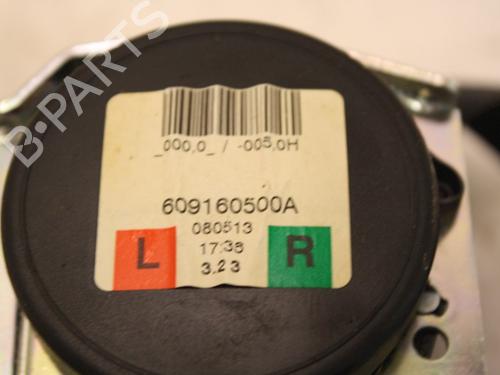 B-PARTS
_000,0_ / -005,0H
609160500A
080513
17:38
3.23
L R